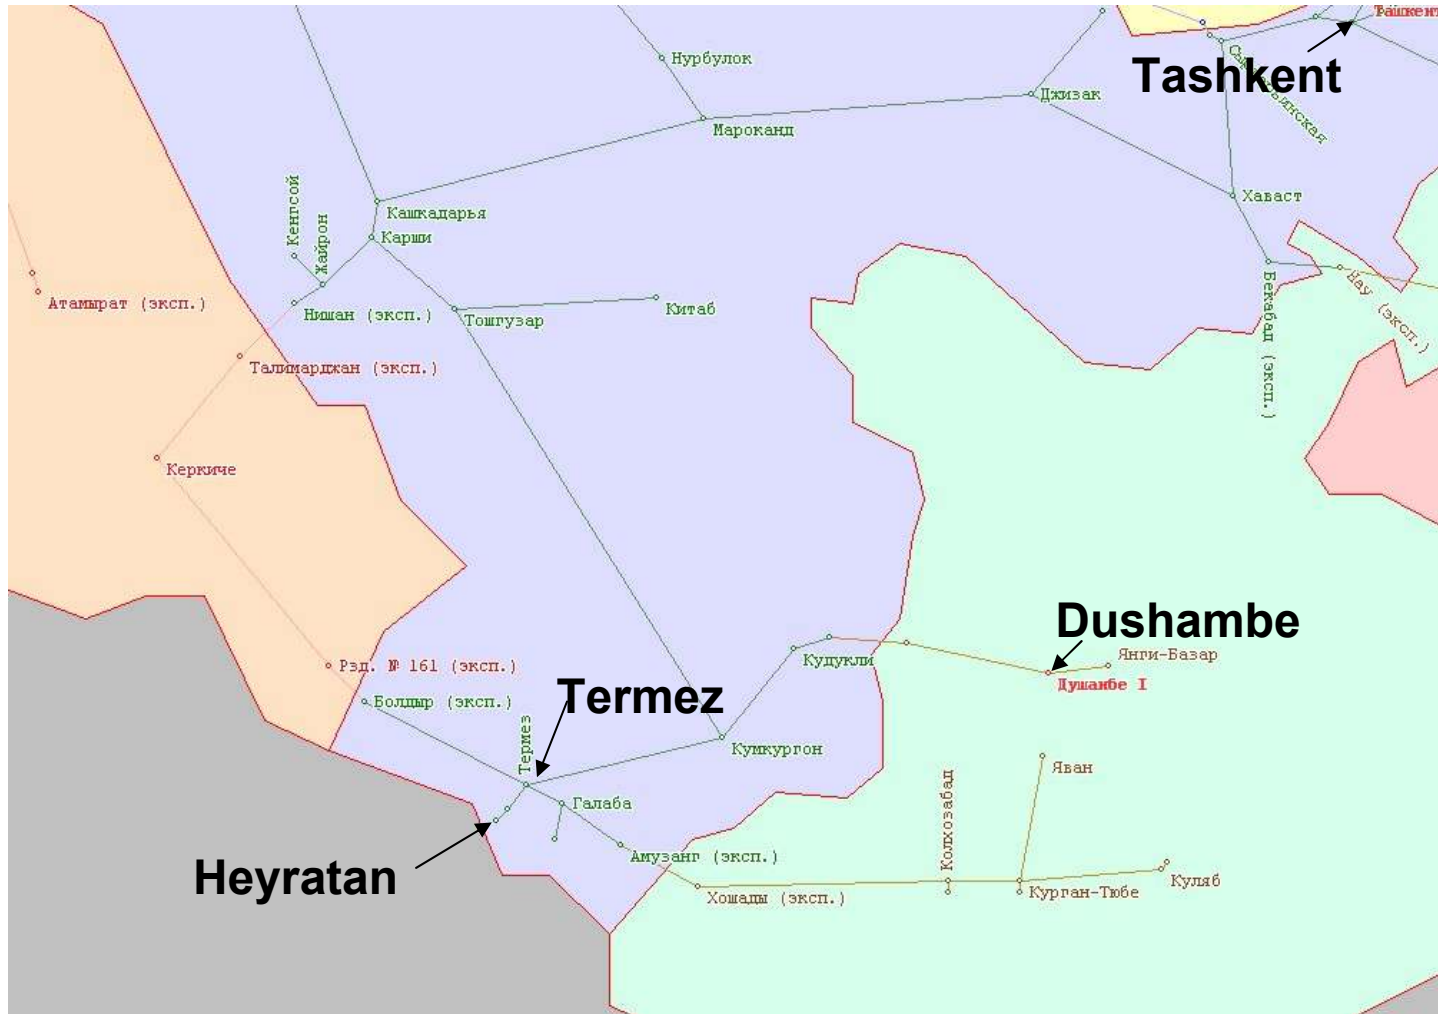 Ташкент
Tashkent
Сырдарьинская
Нурбулок
Джизак
Мароканд
Хаваст
Кенгсой
Жайрон
Кашкадарья
Карши
Атамырат (эксп.)
Нишан (эксп.)
Тошгузар
Китаб
Бекабад (эксп.)
Нау (эксп.)
Талимарджан (эксп.)
Керкиче
Dushambe
Рзд. № 161 (эксп.)
Кудукли
Янги-Базар
Душанбе I
Болдыр (эксп.)
Termez
Термез
Кумкургон
Яван
Галаба
Heyratan
Амузанг (эксп.)
Колхозабад
Хошады (эксп.)
Курган-Тюбе
Куляб